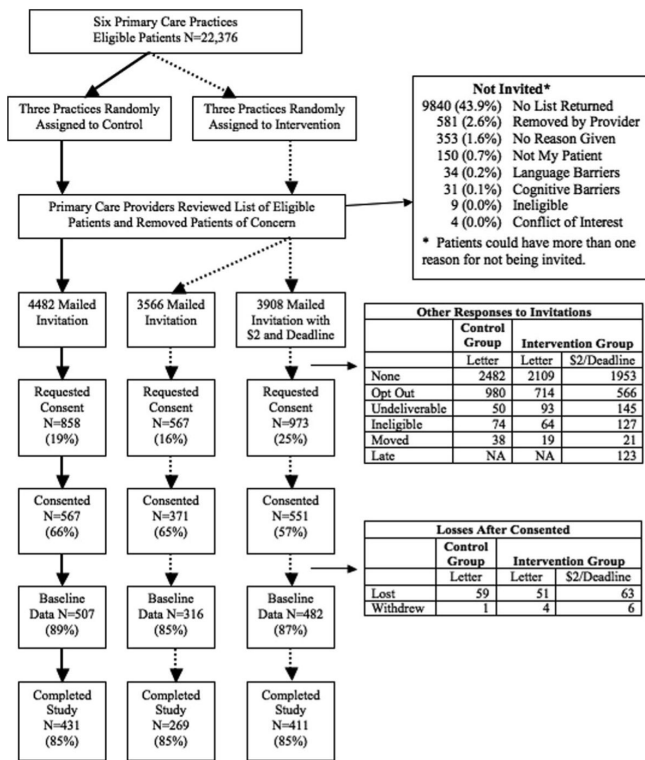 Six Primary Care Practices
Eligible Patients N=22,376
Three Practices Randomly
Assigned to Control
Three Practices Randomly
Assigned to Intervention
Not Invited*
9840 (43.9%) No List Returned
581 (2.6%) Removed by Provider
353 (1.6%) No Reason Given
150 (0.7%) Not My Patient
34 (0.2%) Language Barriers
31 (0.1%) Cognitive Barriers
9 (0.0%) Ineligible
4 (0.0%) Conflict of Interest
* Patients could have more than one
reason for not being invited.
Primary Care Providers Reviewed List of Eligible
Patients and Removed Patients of Concern
4482 Mailed
Invitation
3566 Mailed
Invitation
3908 Mailed
Invitation with
$2 and Deadline
Other Responses to Invitations
Control
Group
Intervention Group
Letter Letter $2/Deadline
None 2482 2109 1953
Opt Out 980 714 566
Undeliverable 50 93 145
Ineligible 74 64 127
Moved 38 19 21
Late NA NA 123
Requested
Consent
N=858
(19%)
Requested
Consent
N=567
(16%)
Requested
Consent
N=973
(25%)
Consented
N=567
(66%)
Consented
N=371
(65%)
Consented
N=551
(57%)
Losses After Consented
Control
Group
Intervention Group
Letter Letter $2/Deadline
Lost 59 51 63
Withdrew 1 4 6
Baseline
Data N=507
(89%)
Baseline
Data N=316
(85%)
Baseline
Data N=482
(87%)
Completed
Study
N=431
(85%)
Completed
Study
N=269
(85%)
Completed
Study
N=411
(85%)